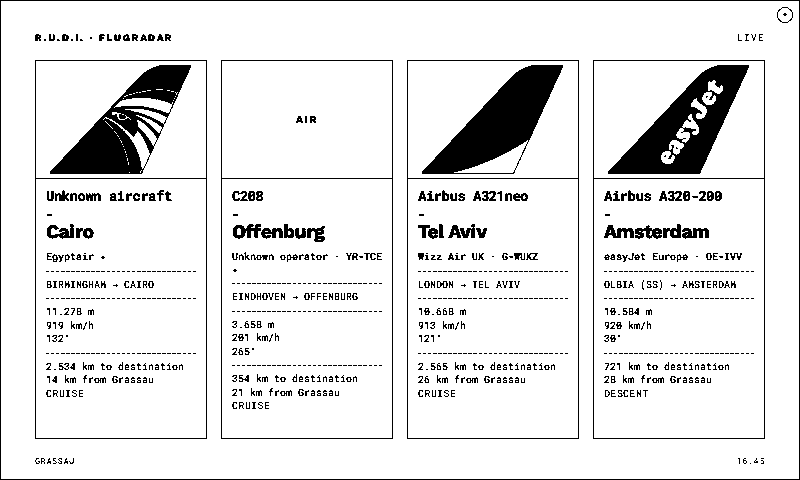 R.U.D.I. · FLUGRADAR
LIVE
Unknown aircraft
-
Cairo
Egyptair ✦
BIRMINGHAM → CAIRO
11.278 m
919 km/h
132°
2.534 km to destination
14 km from Grassau
CRUISE
AIR
C208
-
Offenburg
Unknown operator · YR-TCE
✦
EINDHOVEN → OFFENBURG
3.658 m
201 km/h
265°
354 km to destination
21 km from Grassau
CRUISE
Airbus A321neo
-
Tel Aviv
Wizz Air UK · G-WUKZ
LONDON → TEL AVIV
10.668 m
913 km/h
121°
2.565 km to destination
26 km from Grassau
CRUISE
easyJet
Airbus A320-200
-
Amsterdam
easyJet Europe · OE-IVV
OLBIA (SS) → AMSTERDAM
10.584 m
920 km/h
30°
721 km to destination
28 km from Grassau
DESCENT
GRASSAU
16.45